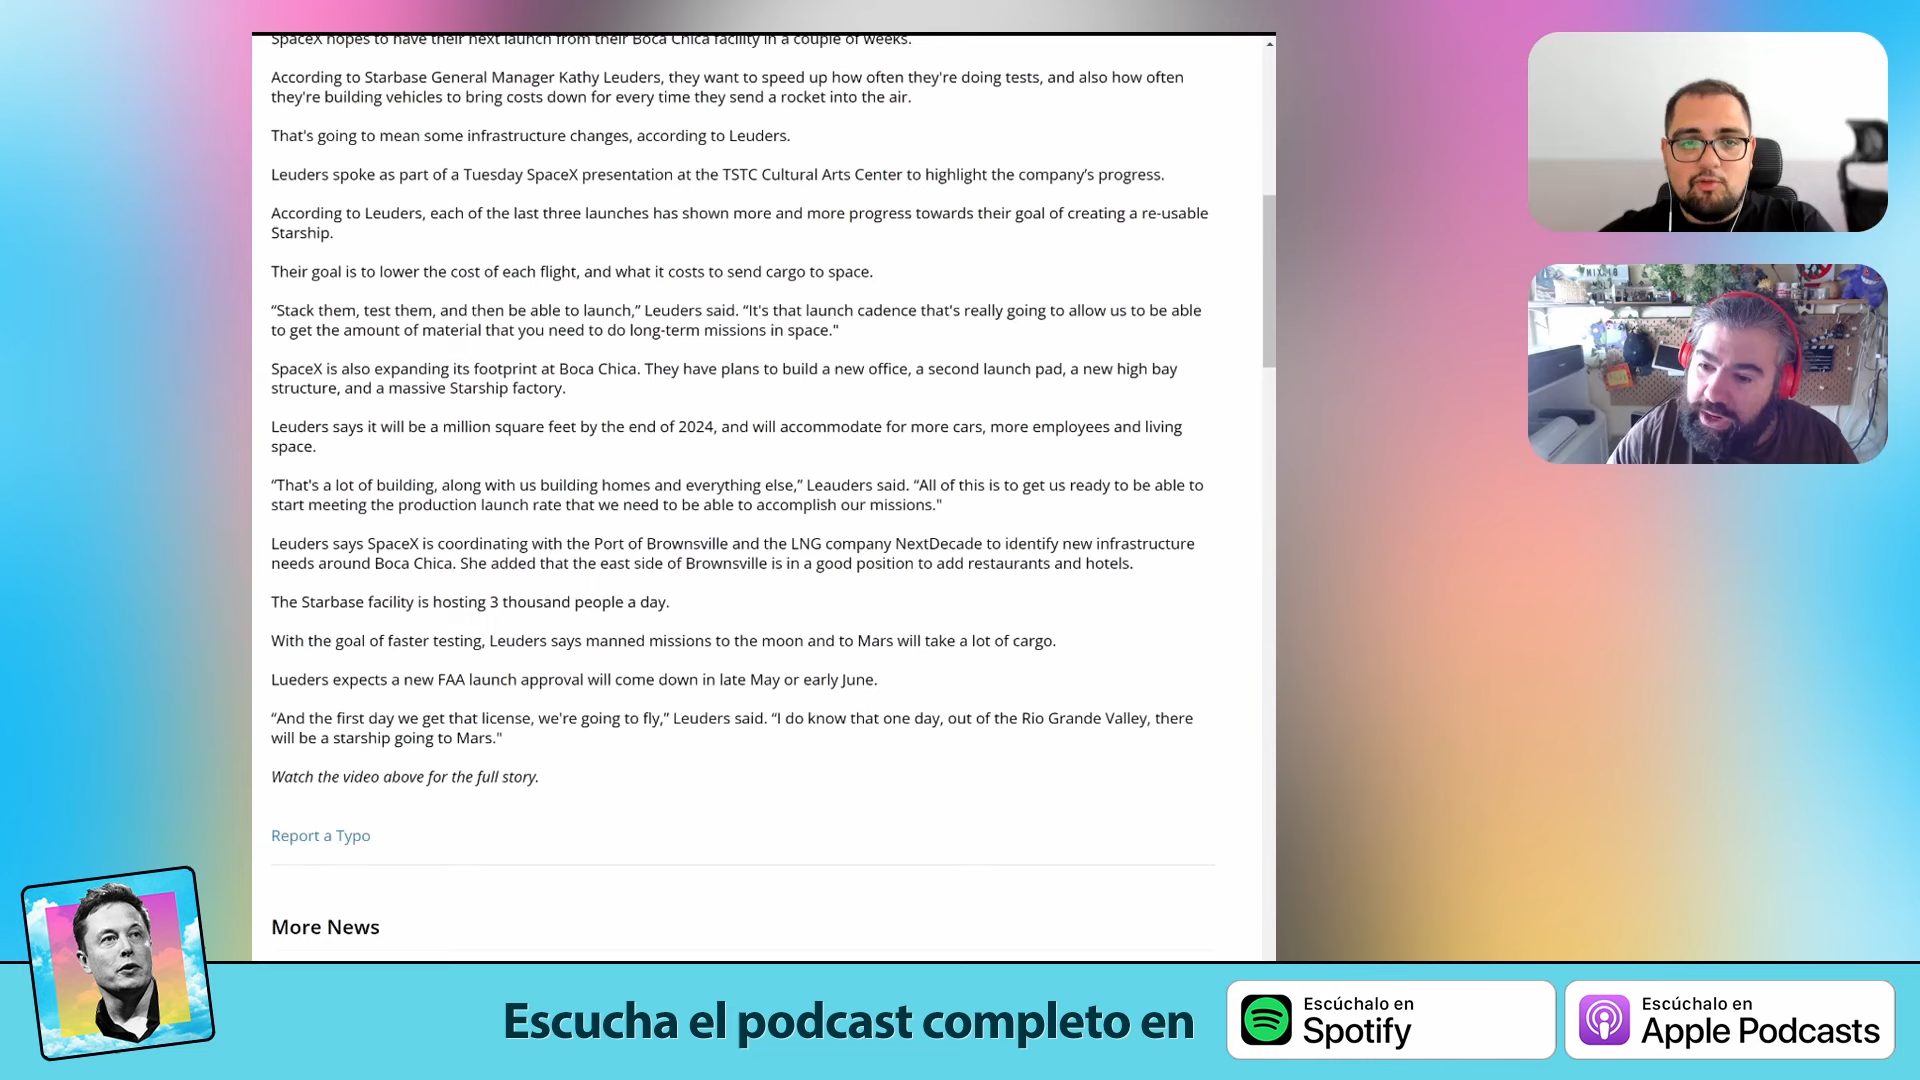 SpaceX hopes to have their next launch from their Boca Chica facility in a couple of weeks.
According to Starbase General Manager Kathy Leuders, they want to speed up how often they're doing tests, and also how often
they're building vehicles to bring costs down for every time they send a rocket into the air.
That's going to mean some infrastructure changes, according to Leuders.
Leuders spoke as part of a Tuesday SpaceX presentation at the TSTC Cultural Arts Center to highlight the company’s progress.
According to Leuders, each of the last three launches has shown more and more progress towards their goal of creating a re-usable
Starship.
Their goal is to lower the cost of each flight, and what it costs to send cargo to space.
“Stack them, test them, and then be able to launch,” Leuders said. “It's that launch cadence that's really going to allow us to be able
to get the amount of material that you need to do long-term missions in space."
SpaceX is also expanding its footprint at Boca Chica. They have plans to build a new office, a second launch pad, a new high bay
structure, and a massive Starship factory.
Leuders says it will be a million square feet by the end of 2024, and will accommodate for more cars, more employees and living
space.
“That's a lot of building, along with us building homes and everything else,” Leauders said. “All of this is to get us ready to be able to
start meeting the production launch rate that we need to be able to accomplish our missions."
Leuders says SpaceX is coordinating with the Port of Brownsville and the LNG company NextDecade to identify new infrastructure
needs around Boca Chica. She added that the east side of Brownsville is in a good position to add restaurants and hotels.
The Starbase facility is hosting 3 thousand people a day.
With the goal of faster testing, Leuders says manned missions to the moon and to Mars will take a lot of cargo.
Lueders expects a new FAA launch approval will come down in late May or early June.
“And the first day we get that license, we're going to fly,” Leuders said. “I do know that one day, out of the Rio Grande Valley, there
will be a starship going to Mars."
Watch the video above for the full story.
Report a Typo
More News
Escucha el podcast completo en
Escúchalo en
Spotify
Escúchalo en
Apple Podcasts